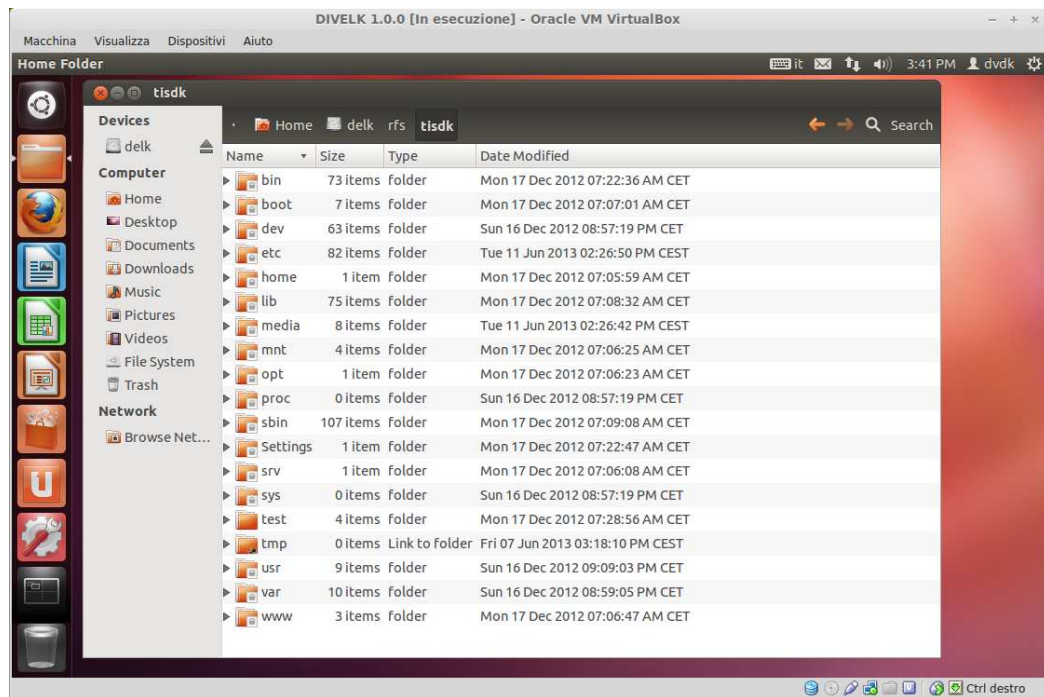 DIVELK 1.0.0 [In esecuzione] - Oracle VM VirtualBox
Macchina Visualizza Dispositivi Aiuto
Home Folder it 3:41 PM dvdk
tisdk
Devices
delk
Computer
Home
Desktop
Documents
Downloads
Music
Pictures
Videos
File System
Trash
Network
Browse Net...
Home delk rfs tisdk Search
Name Size Type Date Modified
bin 73 items folder Mon 17 Dec 2012 07:22:36 AM CET
boot 7 items folder Mon 17 Dec 2012 07:07:01 AM CET
dev 63 items folder Sun 16 Dec 2012 08:57:19 PM CET
etc 82 items folder Tue 11 Jun 2013 02:26:50 PM CEST
home 1 item folder Mon 17 Dec 2012 07:05:59 AM CET
lib 75 items folder Mon 17 Dec 2012 07:08:32 AM CET
media 8 items folder Tue 11 Jun 2013 02:26:42 PM CEST
mnt 4 items folder Mon 17 Dec 2012 07:06:25 AM CET
opt 1 item folder Mon 17 Dec 2012 07:06:23 AM CET
proc 0 items folder Sun 16 Dec 2012 08:57:19 PM CET
sbin 107 items folder Mon 17 Dec 2012 07:09:08 AM CET
Settings 1 item folder Mon 17 Dec 2012 07:22:47 AM CET
srv 1 item folder Mon 17 Dec 2012 07:06:08 AM CET
sys 0 items folder Sun 16 Dec 2012 08:57:19 PM CET
test 4 items folder Mon 17 Dec 2012 07:28:56 AM CET
tmp 0 items Link to folder Fri 07 Jun 2013 03:18:10 PM CEST
usr 9 items folder Sun 16 Dec 2012 09:09:03 PM CET
var 10 items folder Sun 16 Dec 2012 08:59:05 PM CET
www 3 items folder Mon 17 Dec 2012 07:06:47 AM CET
Ctrl destro